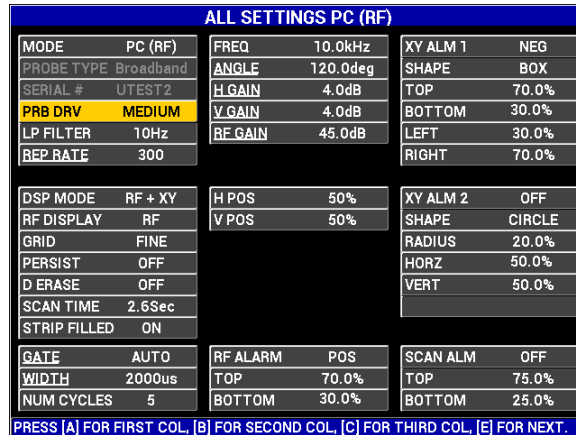 ALL SETTINGS PC (RF)
MODE PC (RF)
PROBE TYPE Broadband
SERIAL # UTEST2
PRB DRV MEDIUM
LP FILTER 10Hz
REP RATE 300
FREQ 10.0kHz
ANGLE 120.0deg
H GAIN 4.0dB
V GAIN 4.0dB
RF GAIN 45.0dB
XY ALM 1 NEG
SHAPE BOX
TOP 70.0%
BOTTOM 30.0%
LEFT 30.0%
RIGHT 70.0%
DSP MODE RF + XY
RF DISPLAY RF
GRID FINE
PERSIST OFF
D ERASE OFF
SCAN TIME 2.6Sec
STRIP FILLED ON
H POS 50%
V POS 50%
XY ALM 2 OFF
SHAPE CIRCLE
RADIUS 20.0%
HORZ 50.0%
VERT 50.0%
GATE AUTO
WIDTH 2000us
NUM CYCLES 5
RF ALARM POS
TOP 70.0%
BOTTOM 30.0%
SCAN ALM OFF
TOP 75.0%
BOTTOM 25.0%
PRESS [A] FOR FIRST COL, [B] FOR SECOND COL, [C] FOR THIRD COL, [E] FOR NEXT.